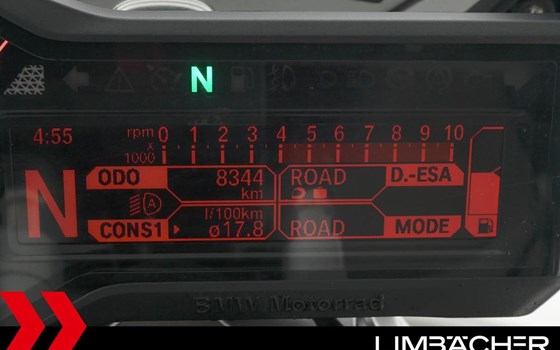 N
4:55 rpm 0 1 2 3 4 5 6 7 8 9 10
x
1000
N
ODO 8344 ROAD D.-ESA
km
A
l/100km
CONS1 ø17.8 ROAD MODE
BMW Motorrad
LIMBÄCHER